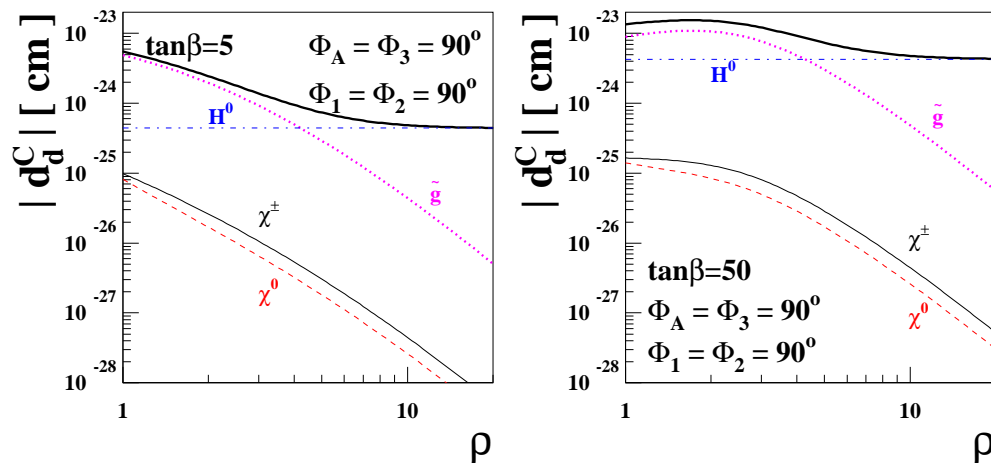 | d_d^C | [ cm ]
10^-23
10^-24
10^-25
10^-26
10^-27
10^-28
tanβ=5
Φ_A = Φ_3 = 90°
Φ_1 = Φ_2 = 90°
H^0
g̃
χ^±
χ^0
1
10
ρ
| d_d^C | [ cm ]
10^-23
10^-24
10^-25
10^-26
10^-27
10^-28
H^0
g̃
χ^±
tanβ=50
χ^0
Φ_A = Φ_3 = 90°
Φ_1 = Φ_2 = 90°
1
10
ρ